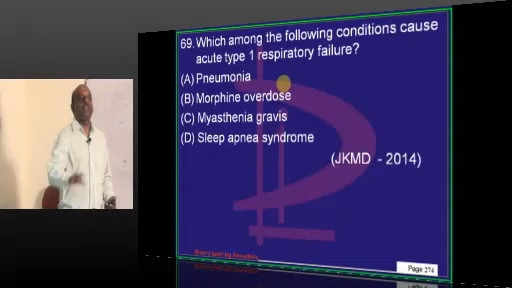 69. Which among the following conditions cause
acute type 1 respiratory failure?
(A) Pneumonia
(B) Morphine overdose
(C) Myasthenia gravis
(D) Sleep apnea syndrome
(JKMD - 2014)
Page 274